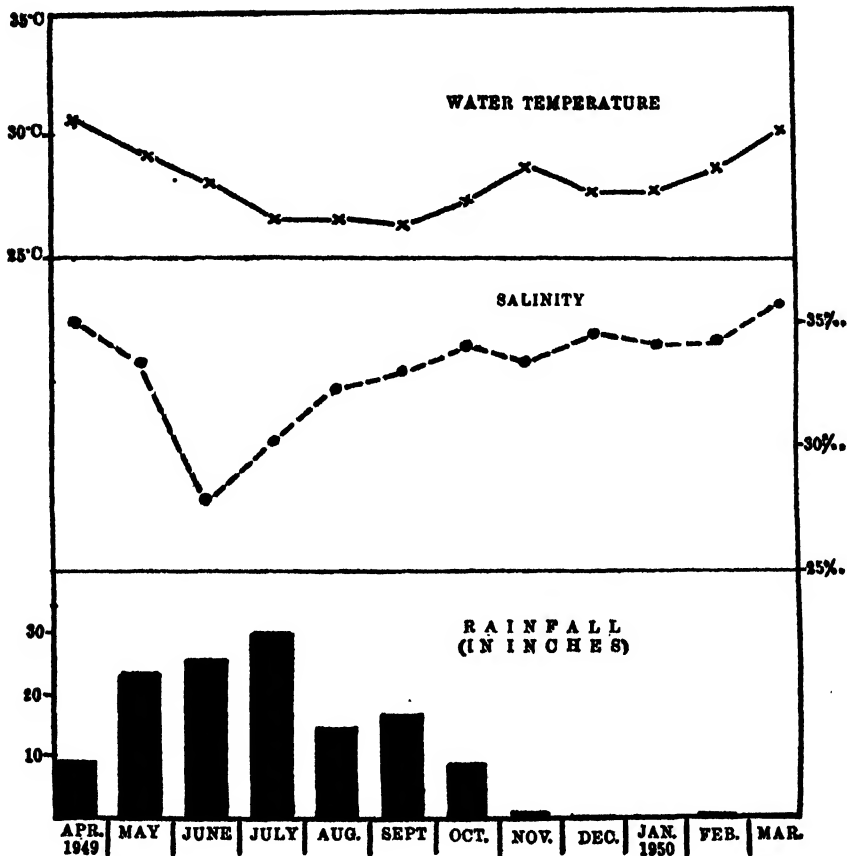 35°C
WATER TEMPERATURE
30°C
25°C
SALINITY
35‰
30‰
25‰
RAINFALL
(IN INCHES)
30
20
10
APR. MAY JUNE JULY AUG. SEPT OCT. NOV. DEC. JAN. FEB. MAR.
1949 1950